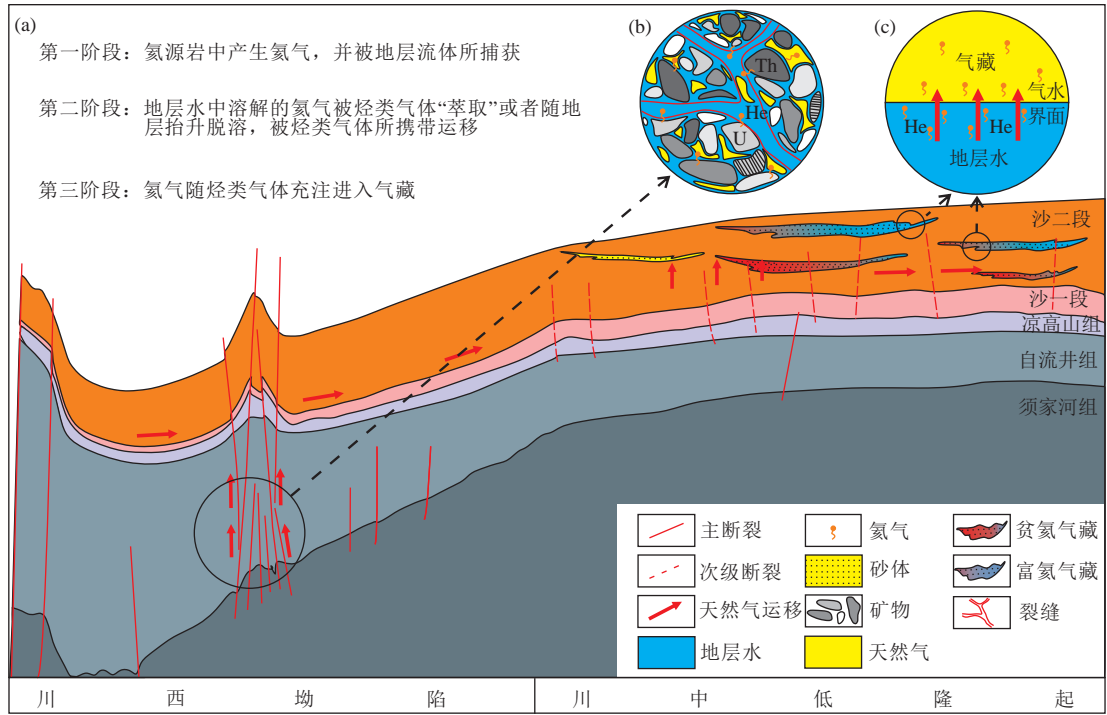 (a)
第一阶段：氦源岩中产生氦气，并被地层流体所捕获
第二阶段：地层水中溶解的氦气被烃类气体“萃取”或者随地
层抬升脱溶，被烃类气体所携带运移
第三阶段：氦气随烃类气体充注进入气藏
(b)
Th
He
U
(c)
气藏
气水
界面
He
He
地层水
沙二段
沙一段
凉高山组
自流井组
须家河组
主断裂
氦气
贫氦气藏
次级断裂
砂体
富氦气藏
天然气运移
矿物
裂缝
地层水
天然气
川 西 坳 陷
川 中 低 隆 起